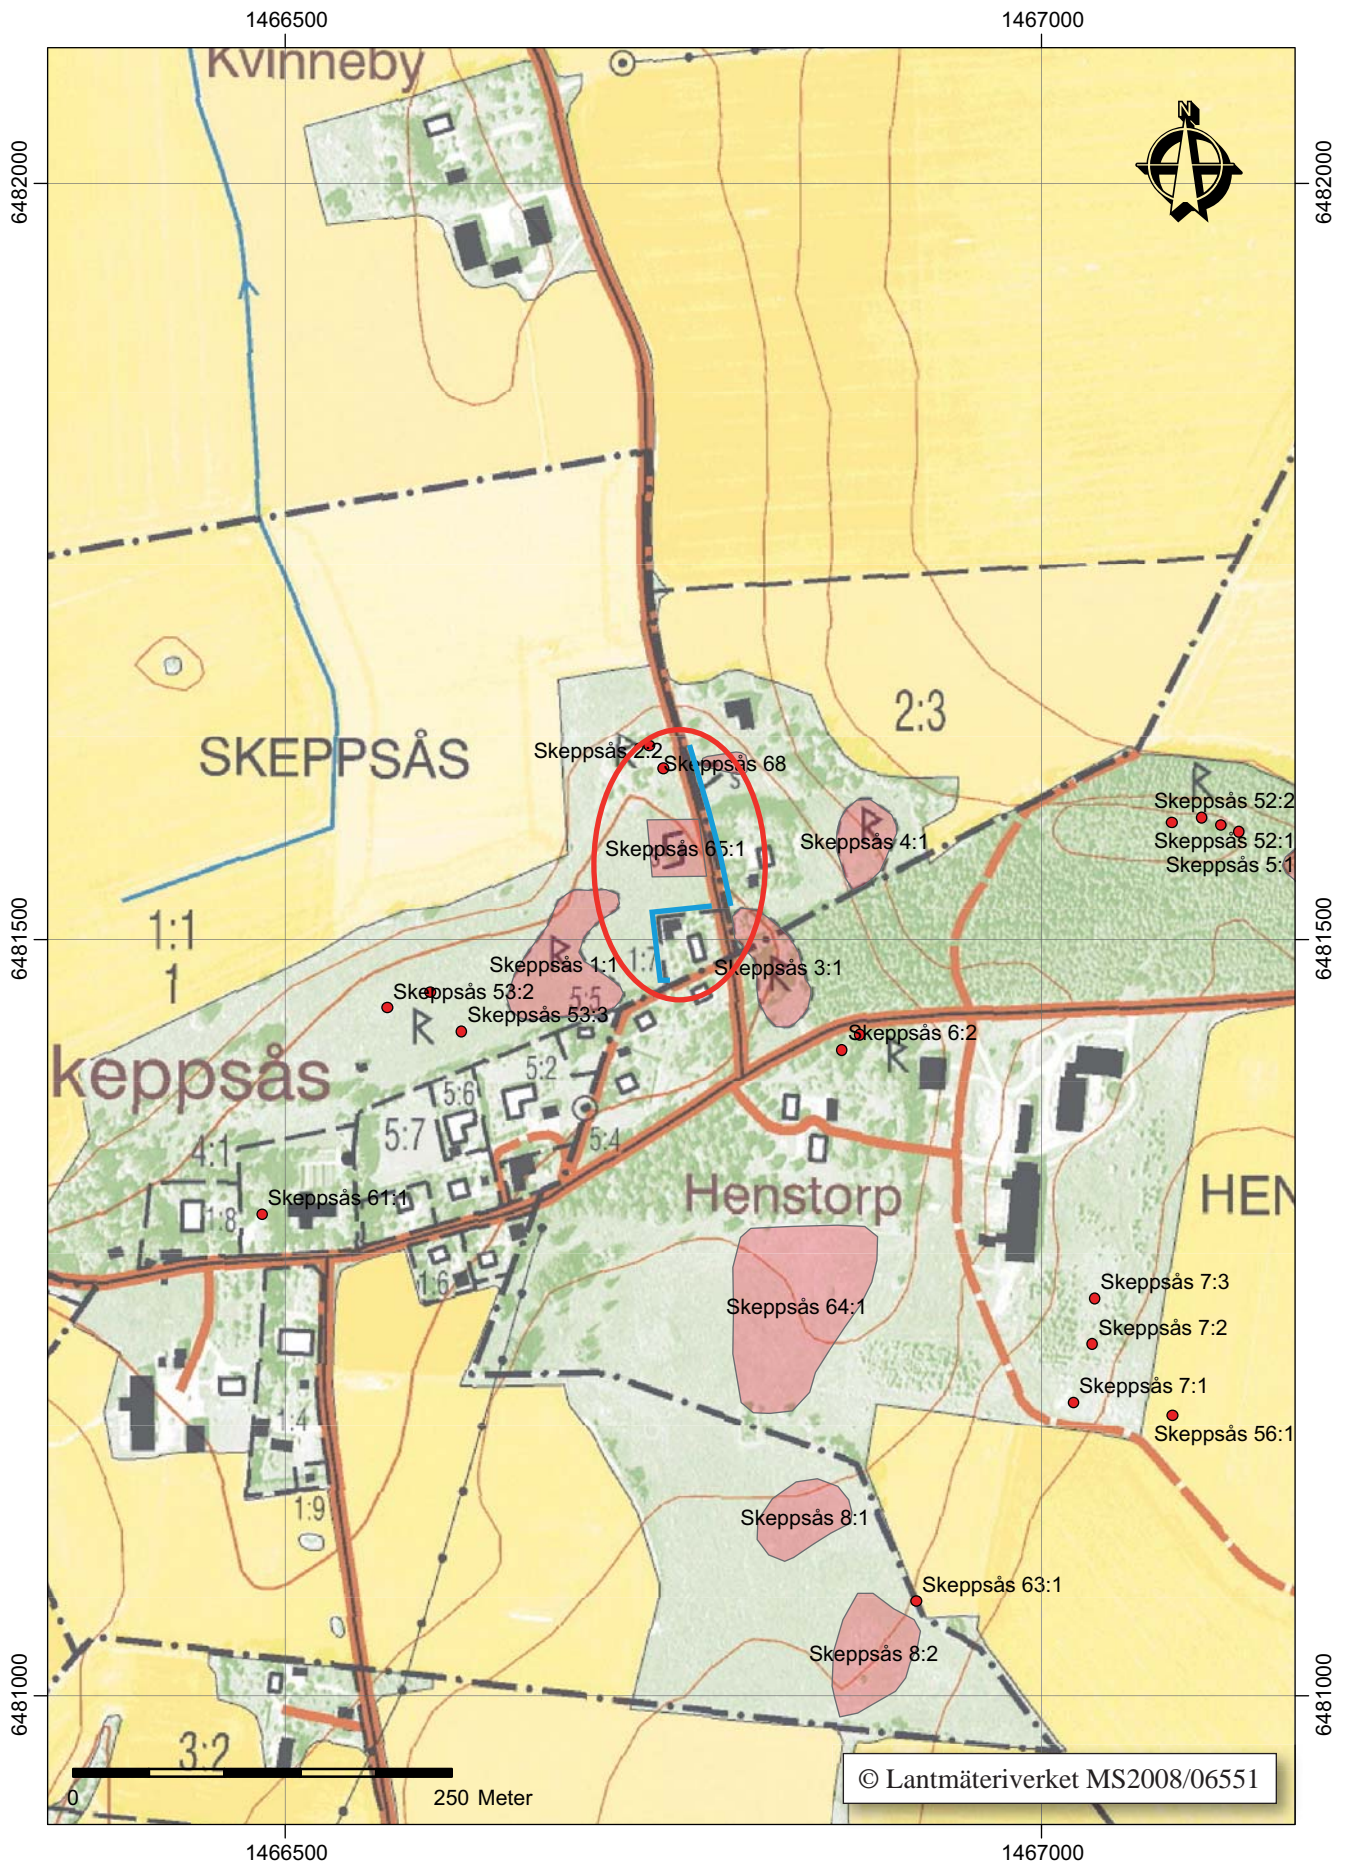 1466500
1467000
Kvinneby
N
6482000
6482000
2:3
SKEPPSÅS
Skeppsås 2:2
R
Skeppsås 68
S
R
Skeppsås 52:2
R
Skeppsås 4:1
Skeppsås 52:1
S
Skeppsås 65:1
Skeppsås 5:1
6481500
6481500
1:1
1
R
1:7
Skeppsås 1:1
Skeppsås 3:1
R
5:5
Skeppsås 53:2
R
Skeppsås 53:3
Skeppsås 6:2
R
5:2
keppsås
5:6
5:7
5:4
4:1
Henstorp
HEN
Skeppsås 61:1
1:8
1:6
Skeppsås 7:3
Skeppsås 64:1
Skeppsås 7:2
Skeppsås 7:1
1:4
Skeppsås 56:1
1:9
Skeppsås 8:1
Skeppsås 63:1
Skeppsås 8:2
6481000
6481000
3:2
0
250 Meter
© Lantmäteriverket MS2008/06551
1466500
1467000